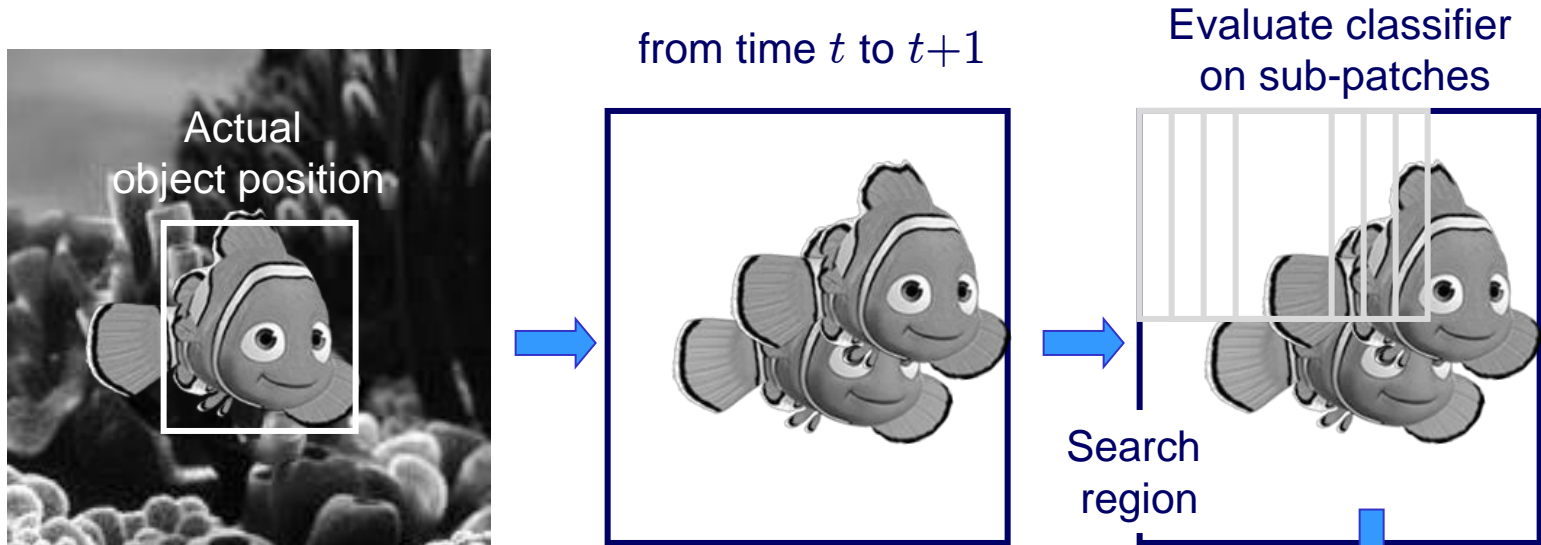 Actual
object position
from time t to t+1
Evaluate classifier
on sub-patches
Search
region